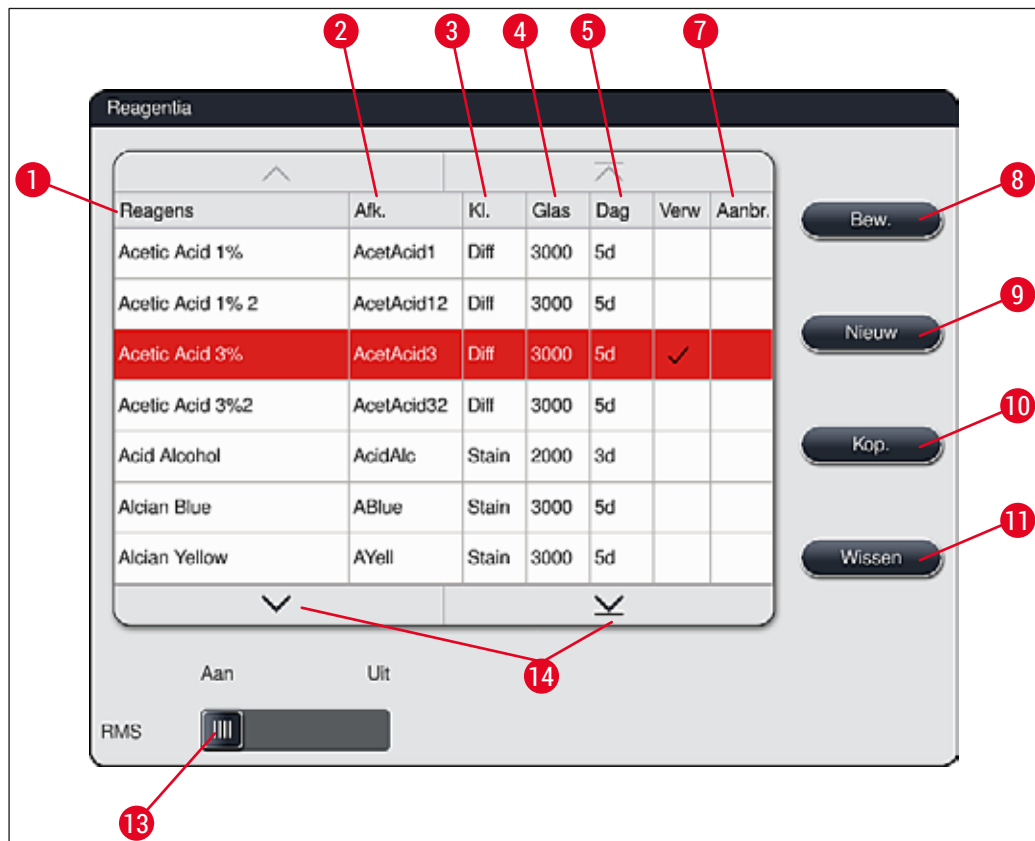 2 3 4 5 7
Reagentia
1
8
Reagens Afk. Kl. Glas Dag Verw Aanbr.
Bew.
Acetic Acid 1% AcetAcid1 Diff 3000 5d
Acetic Acid 1% 2 AcetAcid12 Diff 3000 5d
9
Nieuw
Acetic Acid 3% AcetAcid3 Diff 3000 5d ✓
Acetic Acid 3%2 AcetAcid32 Diff 3000 5d
10
Kop.
Acid Alcohol AcidAlc Stain 2000 3d
Alcian Blue ABlue Stain 3000 5d
11
Wissen
Alcian Yellow AYell Stain 3000 5d
14
Aan Uit
RMS
13